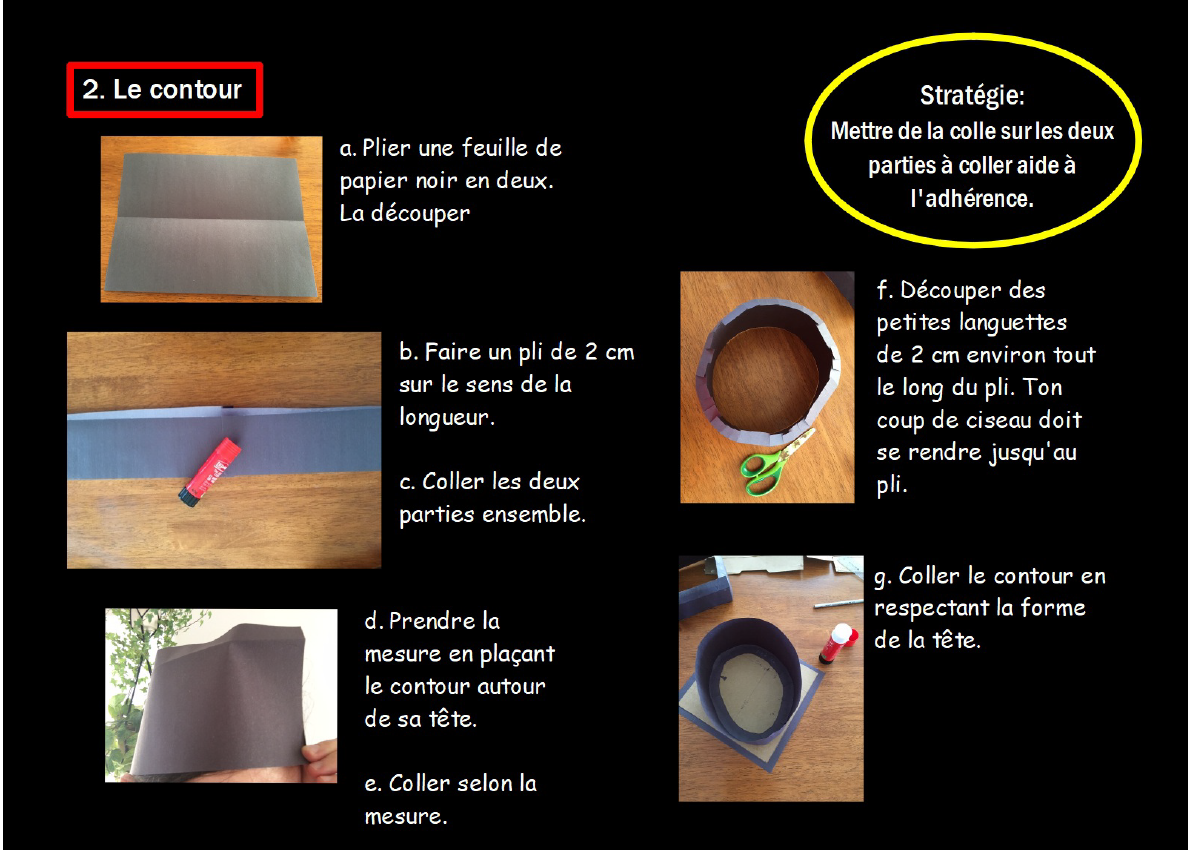 2. Le contour
a. Plier une feuille de
papier noir en deux.
La découper
b. Faire un pli de 2 cm
sur le sens de la
longueur.
c. Coller les deux
parties ensemble.
d. Prendre la
mesure en plaçant
le contour autour
de sa tête.
e. Coller selon la
mesure.
Stratégie:
Mettre de la colle sur les deux
parties à coller aide à
l'adhérence.
f. Découper des
petites languettes
de 2 cm environ tout
le long du pli. Ton
coup de ciseau doit
se rendre jusqu'au
pli.
g. Coller le contour en
respectant la forme
de la tête.